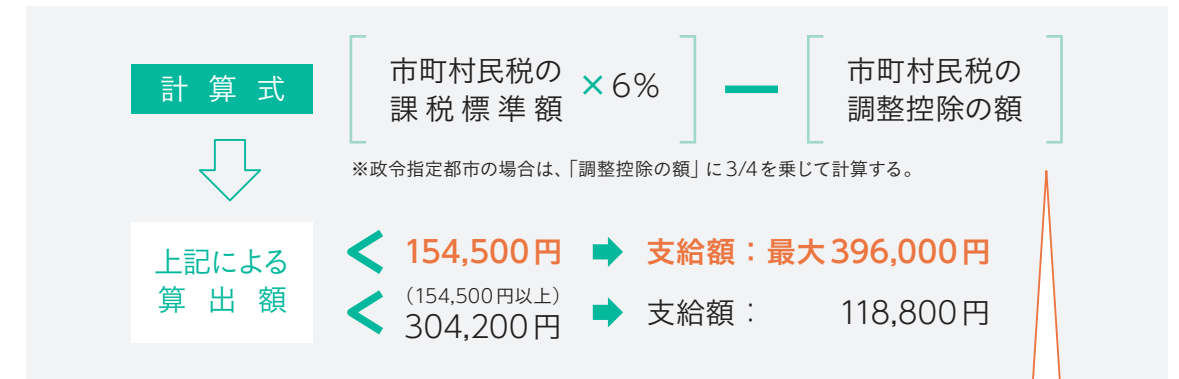 計算式
市町村民税の
課税標準額
×6%
ー
市町村民税の
調整控除の額
※政令指定都市の場合は、「調整控除の額」に3/4を乗じて計算する。
上記による
算出額
< 154,500円 ➡ 支給額：最大396,000円
(154,500円以上)
< 304,200円 ➡ 支給額： 118,800円